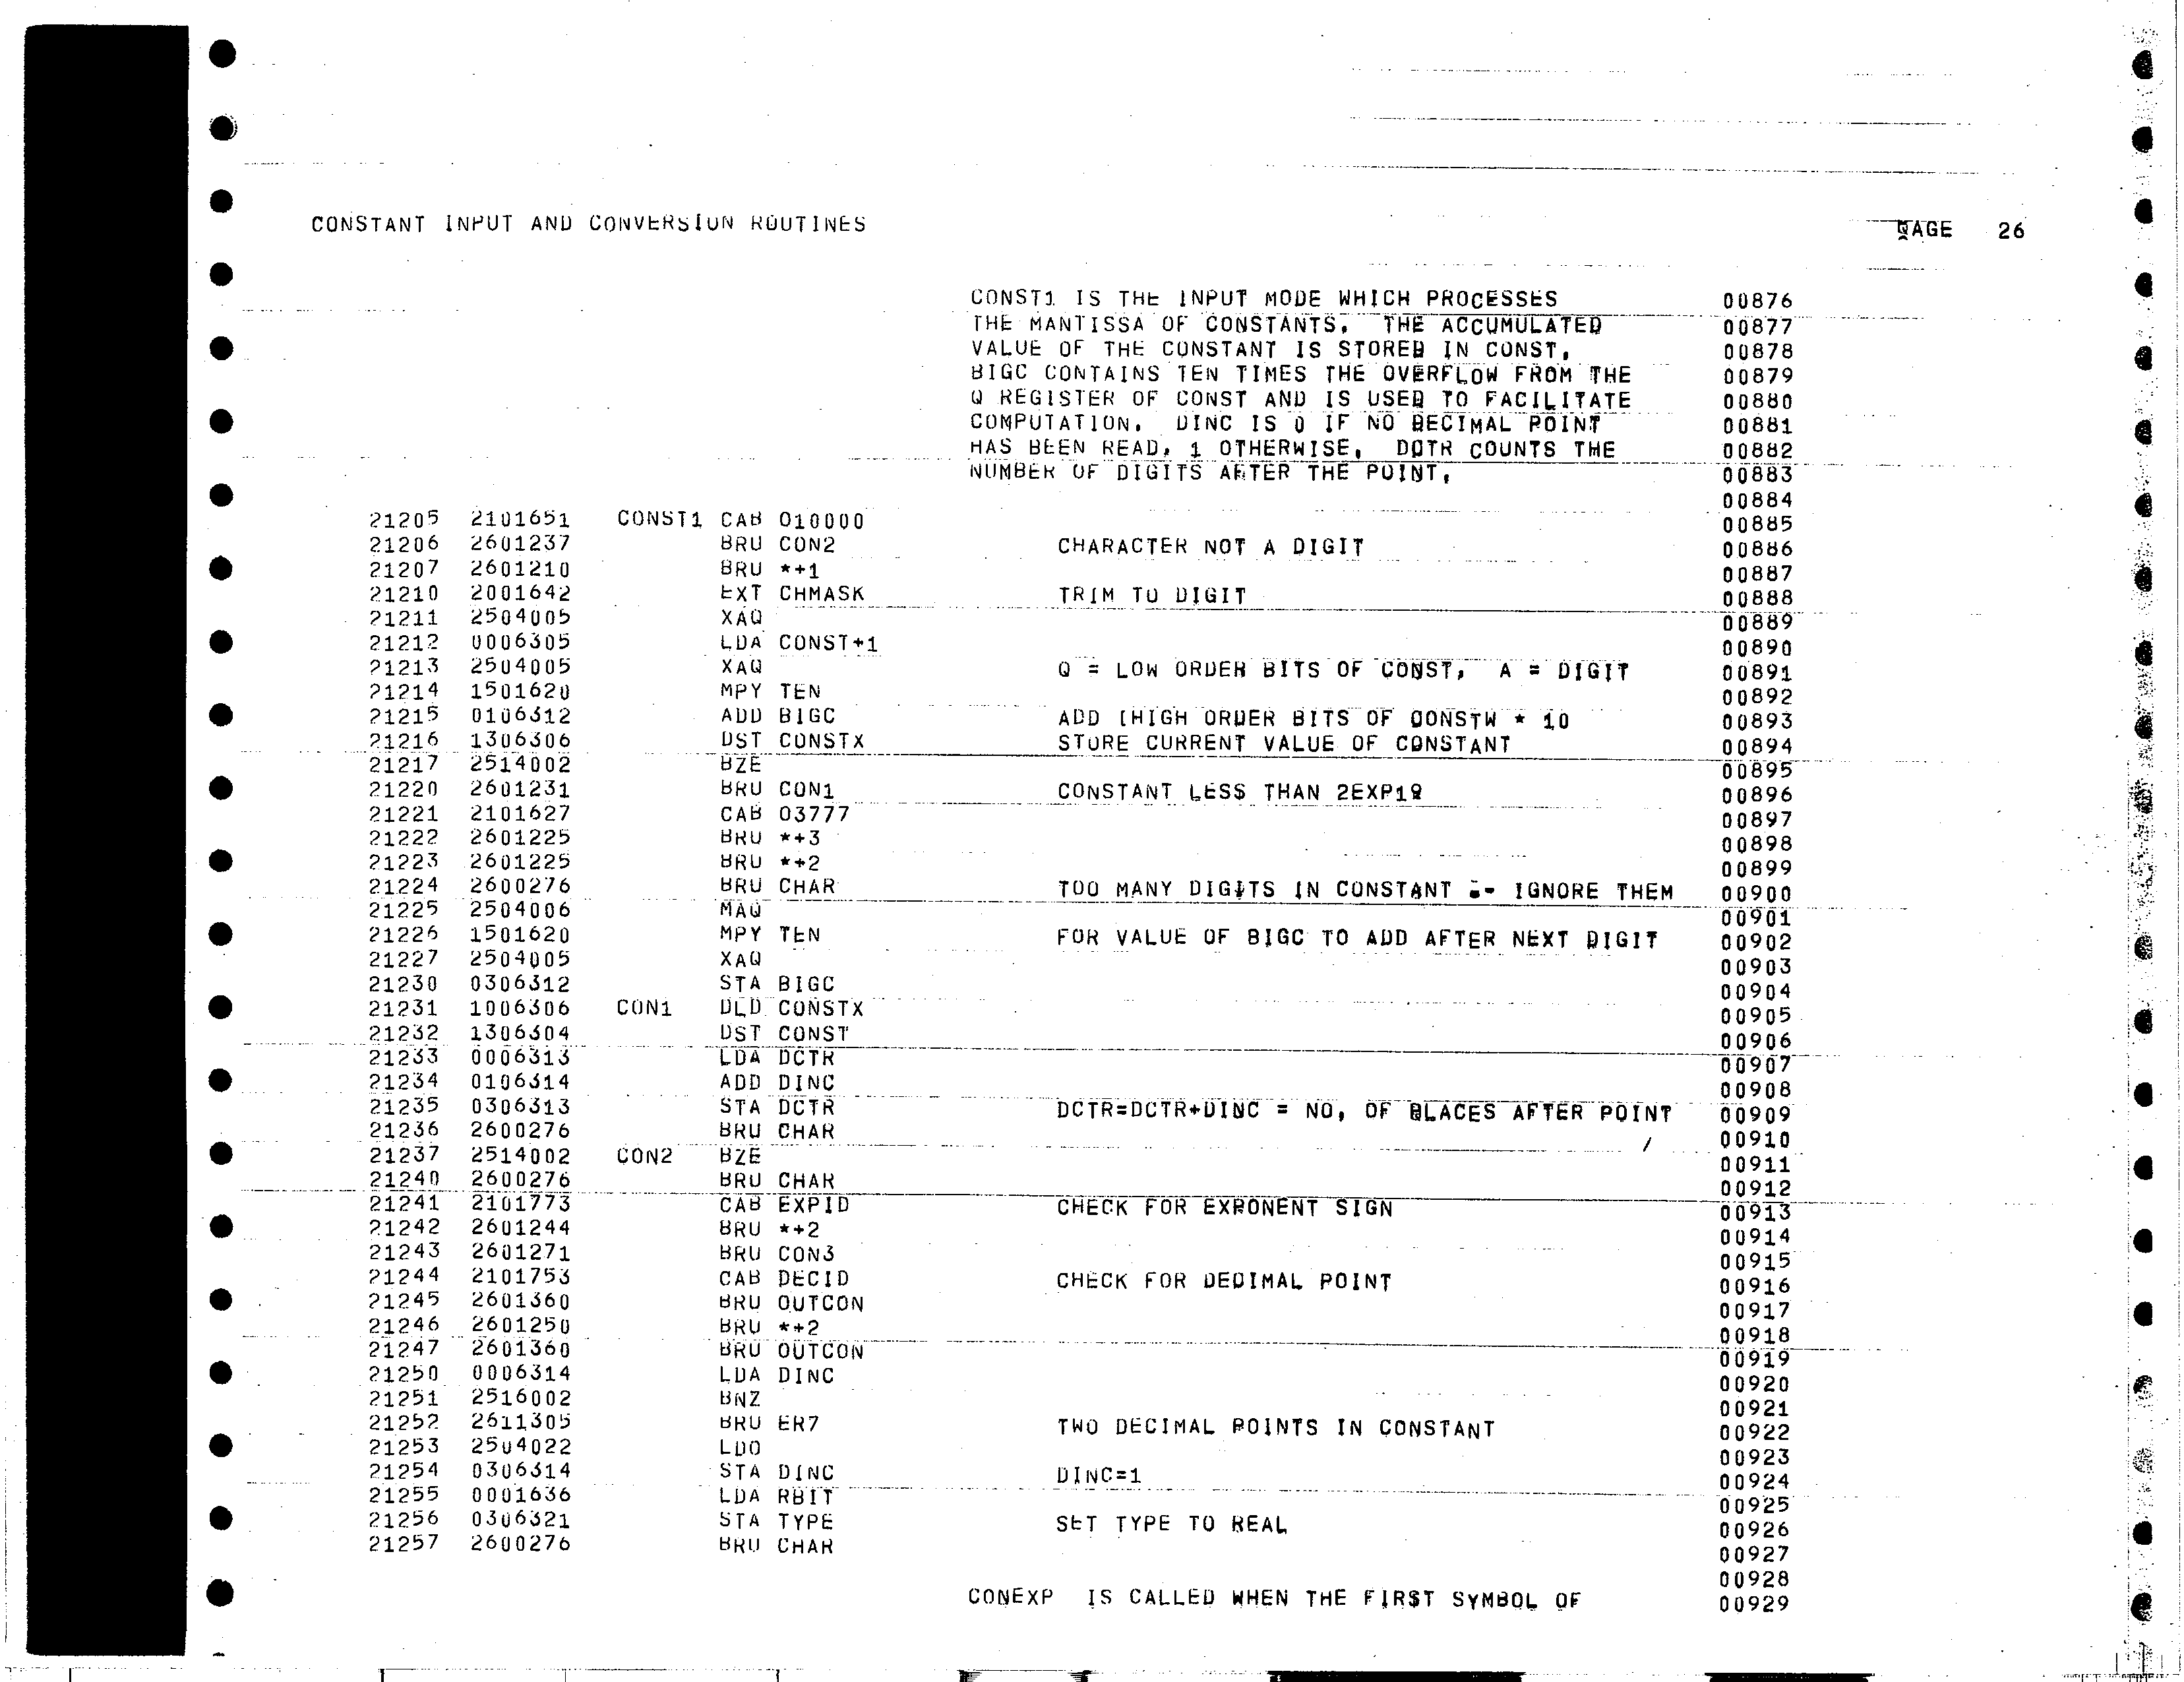 CONSTANT INPUT AND CONVERSION ROUTINES PAGE 26
CONST1 IS THE INPUT MODE WHICH PROCESSES 00876
THE MANTISSA OF CONSTANTS. THE ACCUMULATED 00877
VALUE OF THE CONSTANT IS STORED IN CONST, 00878
BIGC CONTAINS TEN TIMES THE OVERFLOW FROM THE 00879
Q REGISTER OF CONST AND IS USED TO FACILITATE 00880
COMPUTATION. DINC IS 0 IF NO DECIMAL POINT 00881
HAS BEEN READ, 1 OTHERWISE, DOTR COUNTS THE 00882
NUMBER OF DIGITS AFTER THE POINT, 00883
00884
21205 2101651 CONST1 CAB O10000 00885
21206 2601237 BRU CON2 CHARACTER NOT A DIGIT 00886
21207 2601210 BRU *+1 00887
21210 2001642 EXT CHMASK TRIM TO DIGIT 00888
21211 2504005 XAQ 00889
21212 0006305 LDA CONST+1 00890
21213 2504005 XAQ Q = LOW ORDER BITS OF CONST, A = DIGIT 00891
21214 1501620 MPY TEN 00892
21215 0106312 ADD BIGC ADD [HIGH ORDER BITS OF CONSTW * 10 00893
21216 1306306 DST CONSTX STORE CURRENT VALUE OF CONSTANT 00894
21217 2514002 BZE 00895
21220 2601231 BRU CON1 CONSTANT LESS THAN 2EXP19 00896
21221 2101627 CAB O3777 00897
21222 2601225 BRU *+3 00898
21223 2601225 BRU *+2 00899
21224 2600276 BRU CHAR TOO MANY DIGITS IN CONSTANT -- IGNORE THEM 00900
21225 2504006 MAQ 00901
21226 1501620 MPY TEN FOR VALUE OF BIGC TO ADD AFTER NEXT DIGIT 00902
21227 2504005 XAQ 00903
21230 0306312 STA BIGC 00904
21231 1006306 CON1 DLD CONSTX 00905
21232 1306304 DST CONST 00906
21233 0006313 LDA DCTR 00907
21234 0106314 ADD DINC 00908
21235 0306313 STA DCTR DCTR=DCTR+DINC = NO, OF PLACES AFTER POINT 00909
21236 2600276 BRU CHAR 00910
21237 2514002 CON2 BZE 00911
21240 2600276 BRU CHAR 00912
21241 2101773 CAB EXPID CHECK FOR EXPONENT SIGN 00913
21242 2601244 BRU *+2 00914
21243 2601271 BRU CON3 00915
21244 2101753 CAB DECID CHECK FOR DEDIMAL POINT 00916
21245 2601360 BRU OUTCON 00917
21246 2601250 BRU *+2 00918
21247 2601360 BRU OUTCON 00919
21250 0006314 LDA DINC 00920
21251 2516002 BNZ 00921
21252 2611305 BRU ER7 TWO DECIMAL POINTS IN CONSTANT 00922
21253 2504022 LDO 00923
21254 0306314 STA DINC DINC=1 00924
21255 0001636 LDA RBIT 00925
21256 0306321 STA TYPE SET TYPE TO REAL 00926
21257 2600276 BRU CHAR 00927
00928
CONEXP IS CALLED WHEN THE FIRST SYMBOL OF 00929